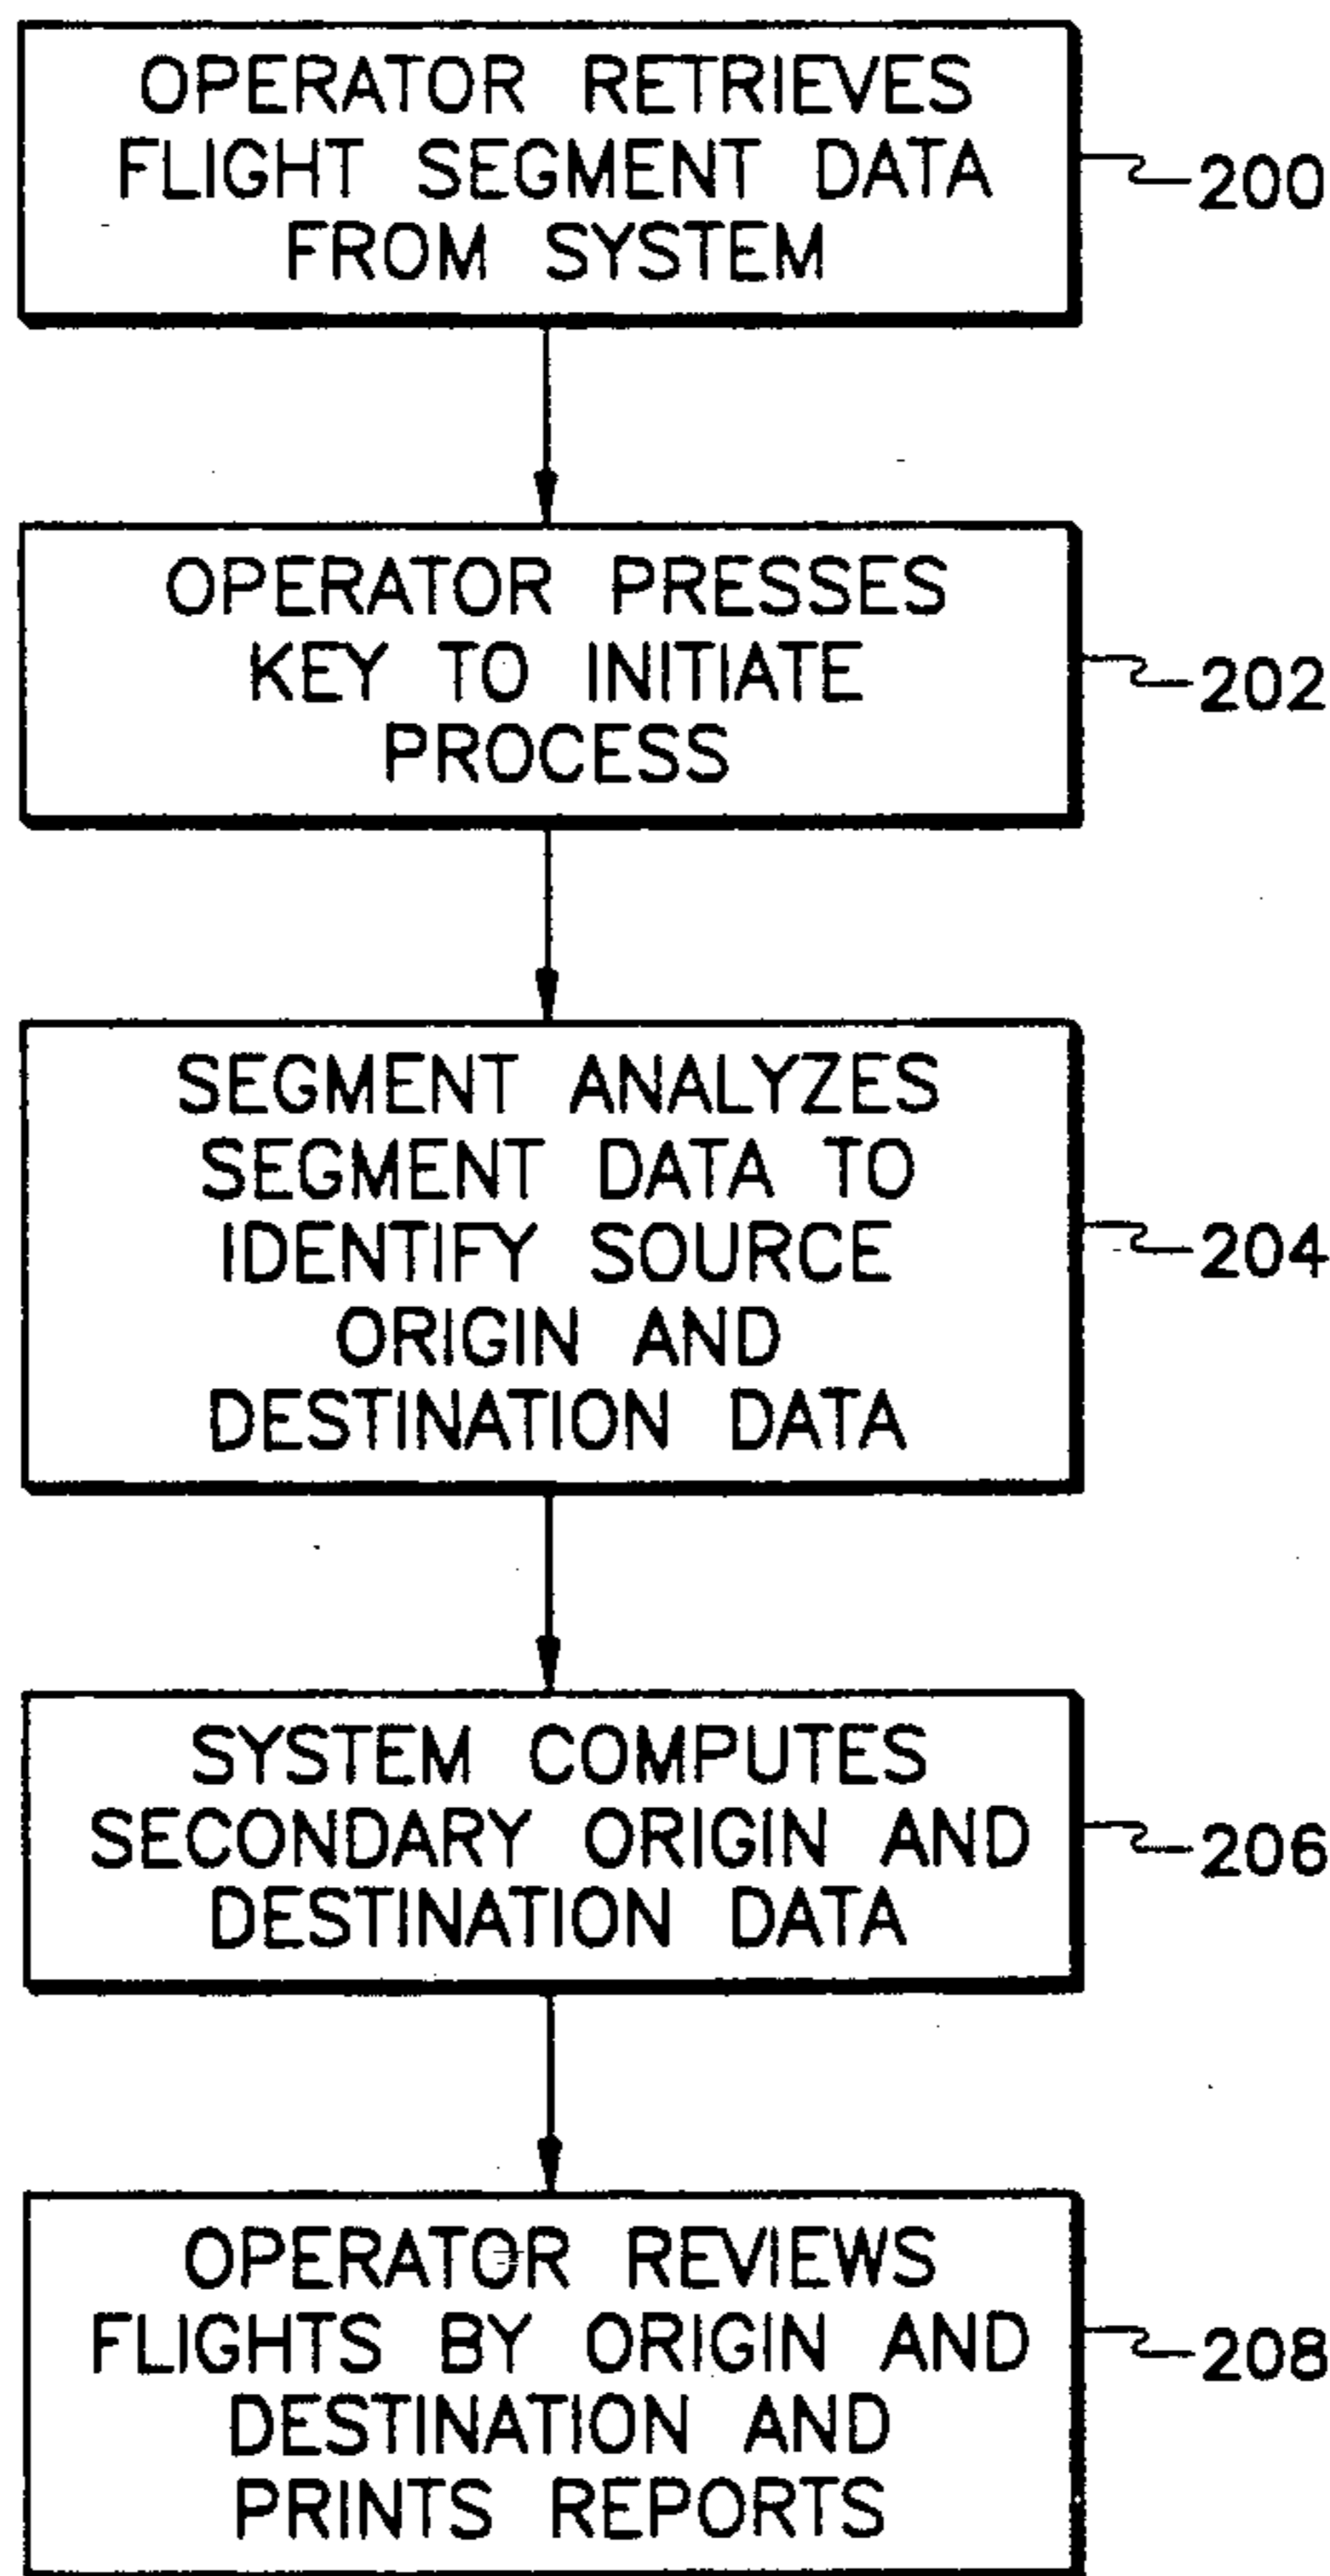 OPERATOR RETRIEVES
FLIGHT SEGMENT DATA
FROM SYSTEM
200
OPERATOR PRESSES
KEY TO INITIATE
PROCESS
202
SEGMENT ANALYZES
SEGMENT DATA TO
IDENTIFY SOURCE
ORIGIN AND
DESTINATION DATA
204
SYSTEM COMPUTES
SECONDARY ORIGIN AND
DESTINATION DATA
206
OPERATOR REVIEWS
FLIGHTS BY ORIGIN AND
DESTINATION AND
PRINTS REPORTS
208